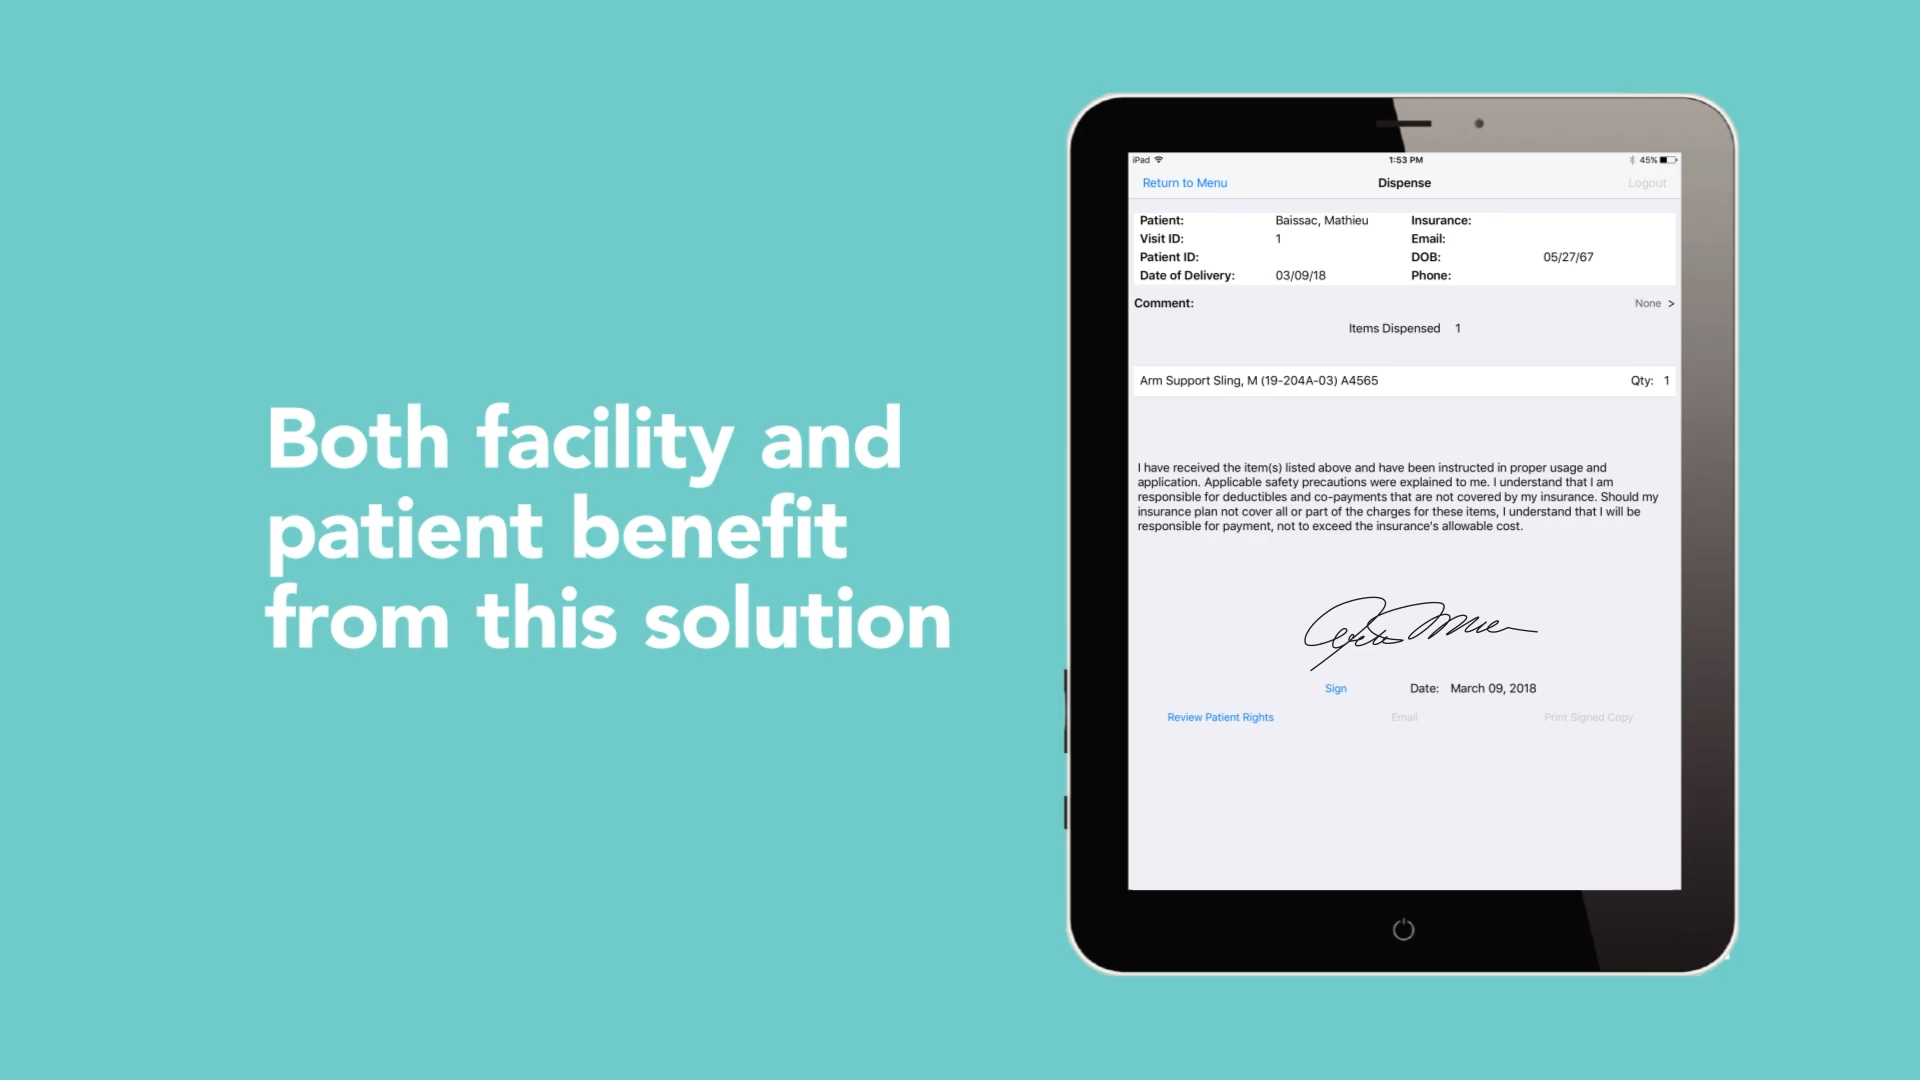 Both facility and
patient benefit
from this solution
iPad 1:53 PM 45%
Return to Menu Dispense Logout
Patient: Baissac, Mathieu Insurance:
Visit ID: 1 Email:
Patient ID: DOB: 05/27/67
Date of Delivery: 03/09/18 Phone:
Comment: None >
Items Dispensed 1
Arm Support Sling, M (19-204A-03) A4565 Qty: 1
I have received the item(s) listed above and have been instructed in proper usage and
application. Applicable safety precautions were explained to me. I understand that I am
responsible for deductibles and co-payments that are not covered by my insurance. Should my
insurance plan not cover all or part of the charges for these items, I understand that I will be
responsible for payment, not to exceed the insurance's allowable cost.
Sign Date: March 09, 2018
Review Patient Rights Email Print Signed Copy